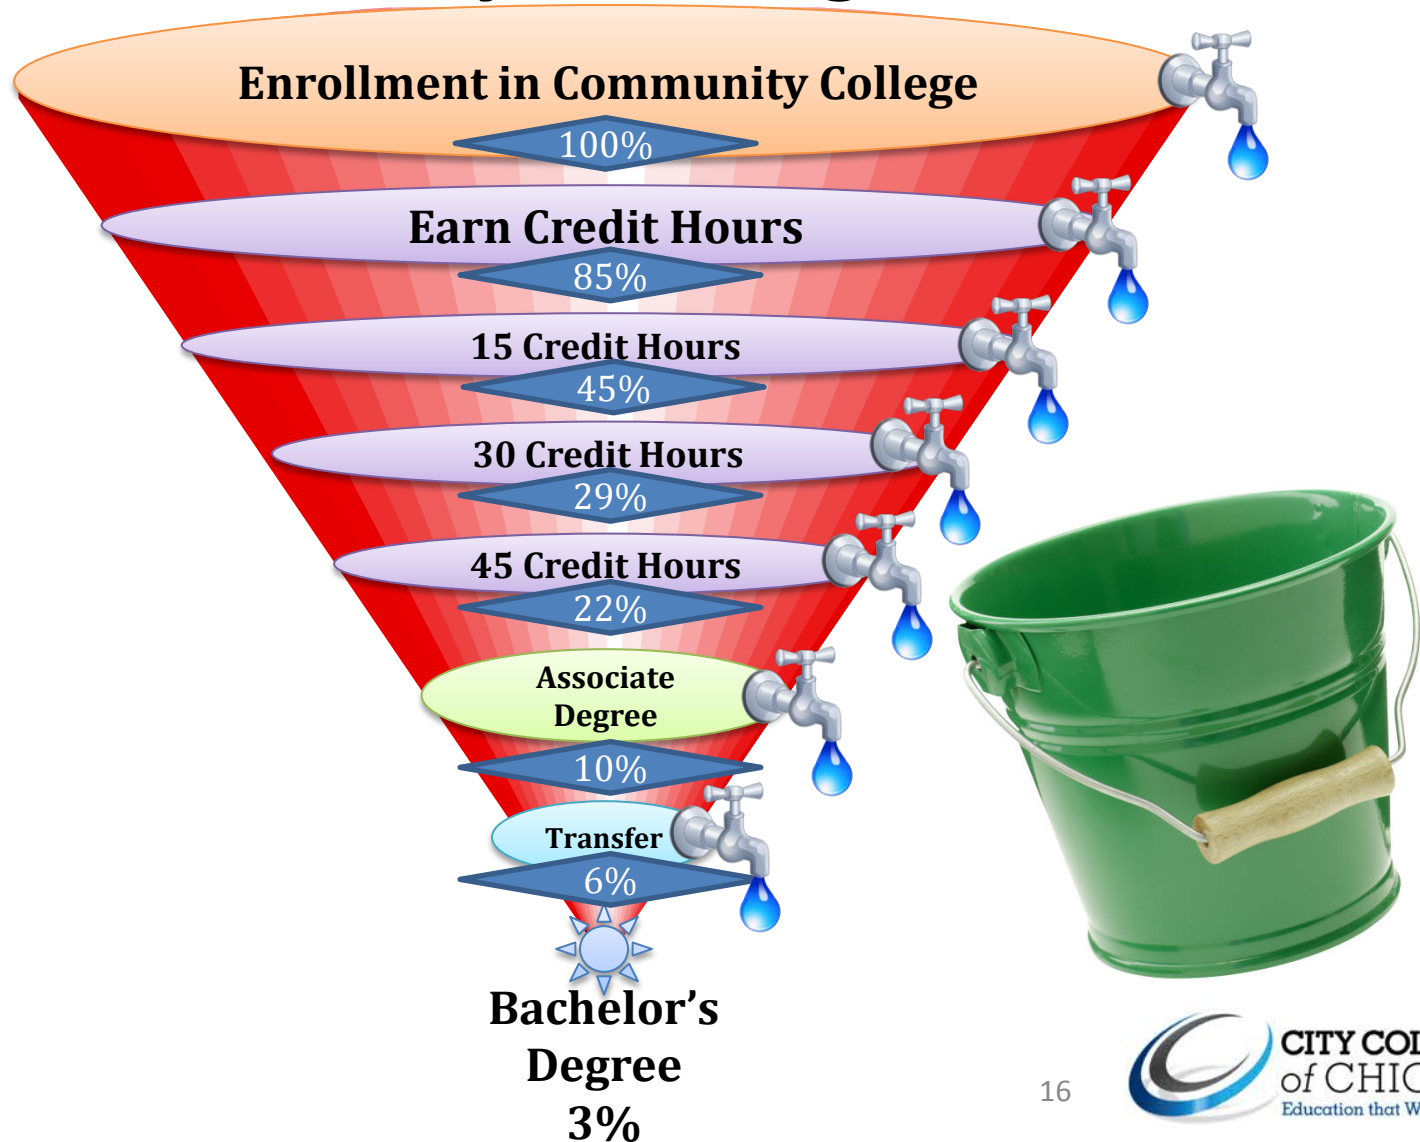 Enrollment in Community College
100%
Earn Credit Hours
85%
15 Credit Hours
45%
30 Credit Hours
29%
45 Credit Hours
22%
Associate
Degree
10%
Transfer
6%
Bachelor's
Degree
3%
16
CITY
of
Education that